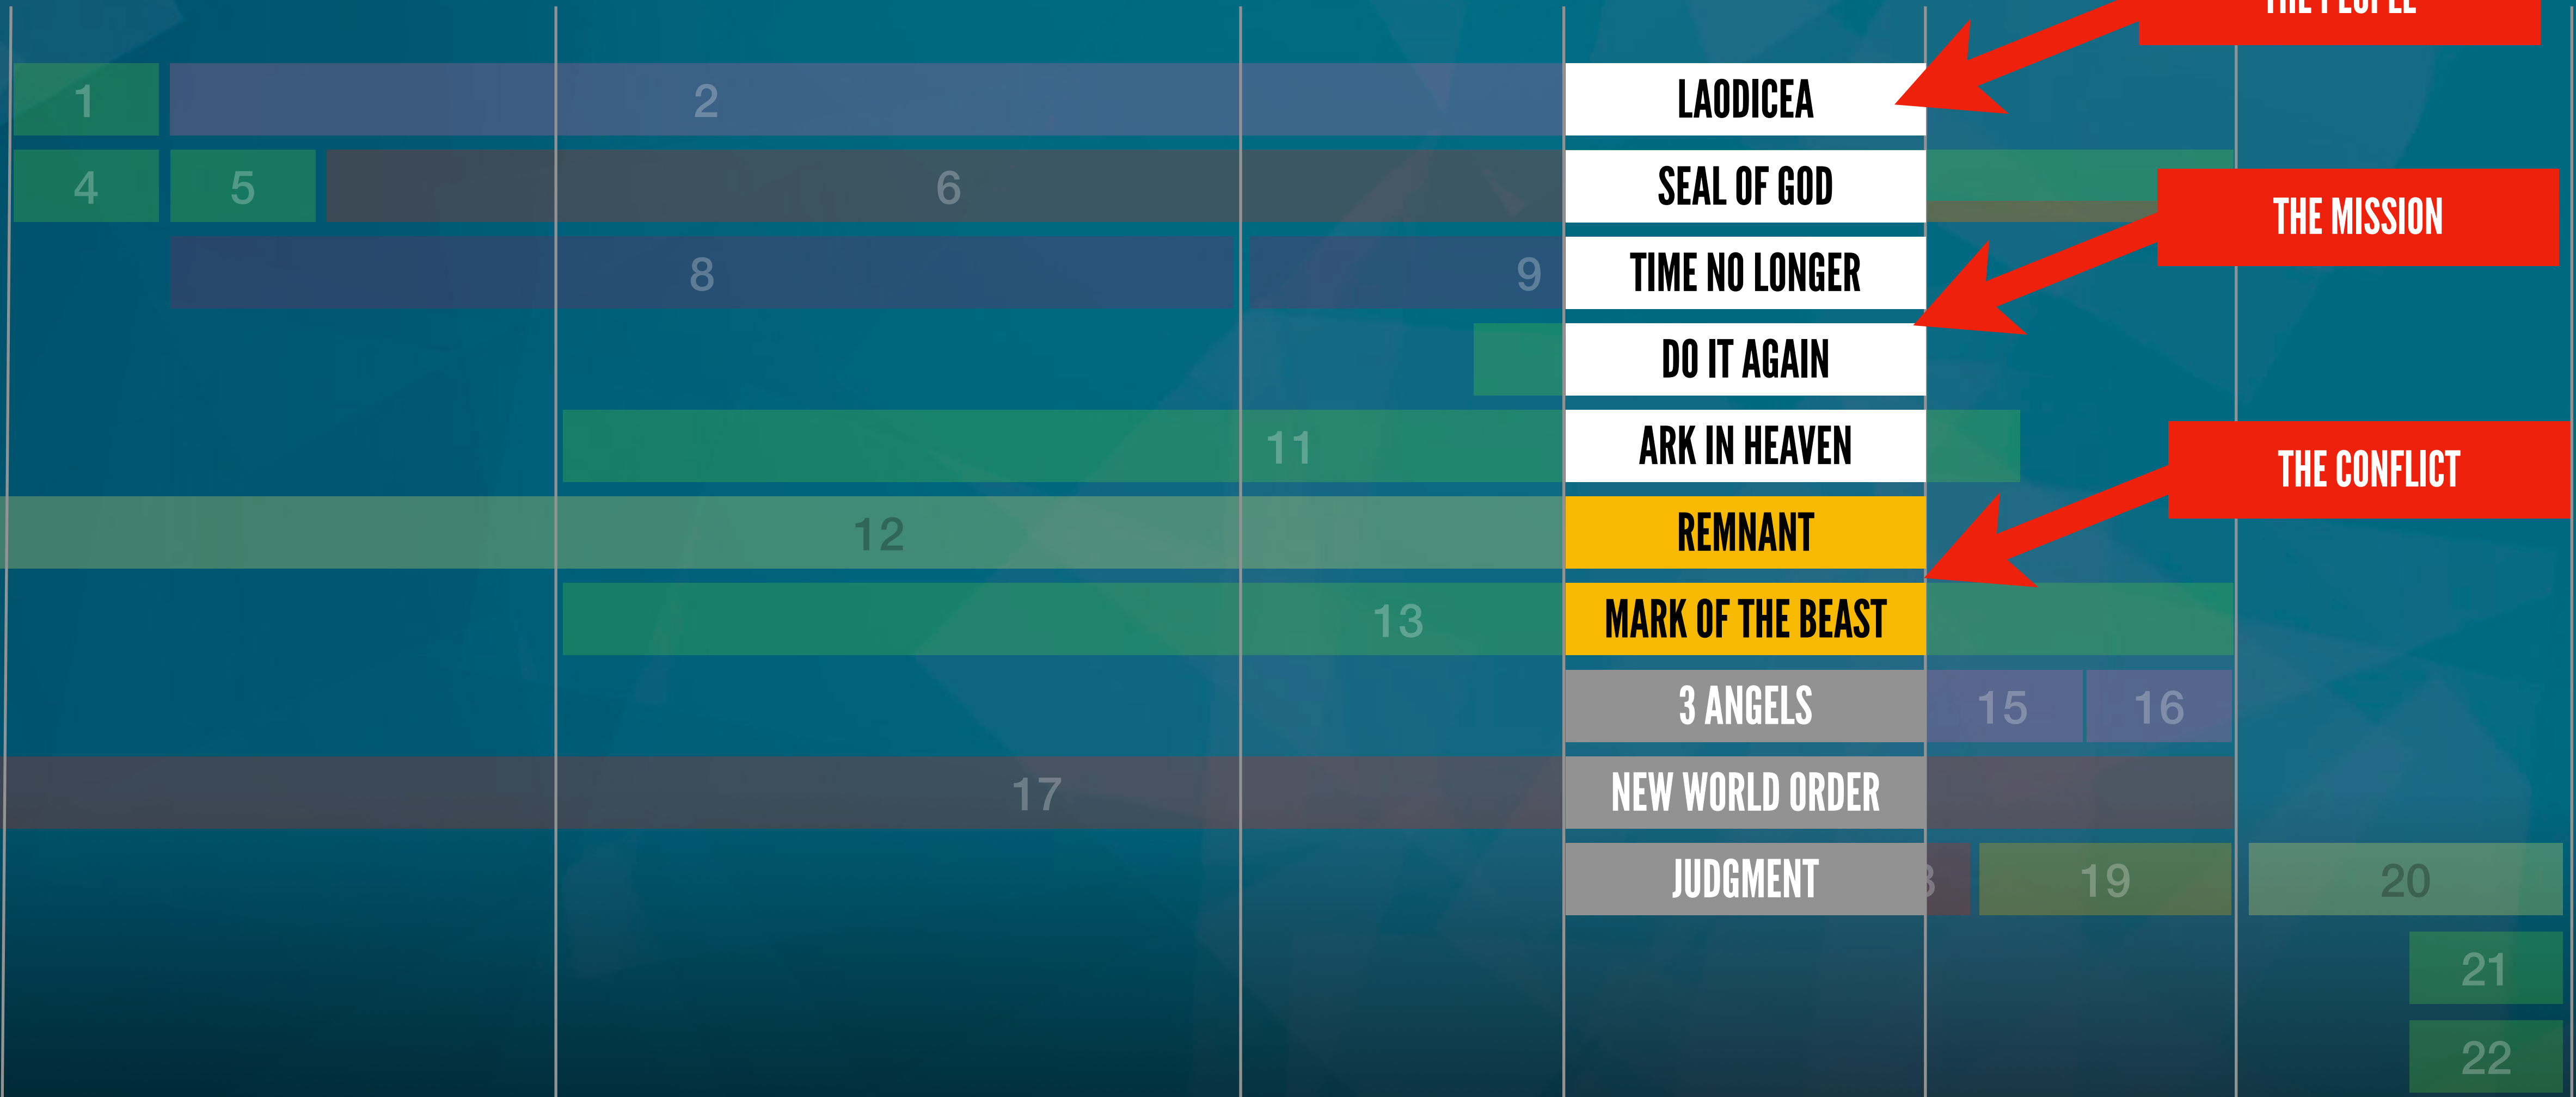 THE PEOPLE
1
2
LAODICEA
4
5
6
SEAL OF GOD
THE MISSION
8
9
TIME NO LONGER
DO IT AGAIN
11
ARK IN HEAVEN
THE CONFLICT
12
REMNANT
13
MARK OF THE BEAST
3 ANGELS
15
16
17
NEW WORLD ORDER
JUDGMENT
19
20
21
22